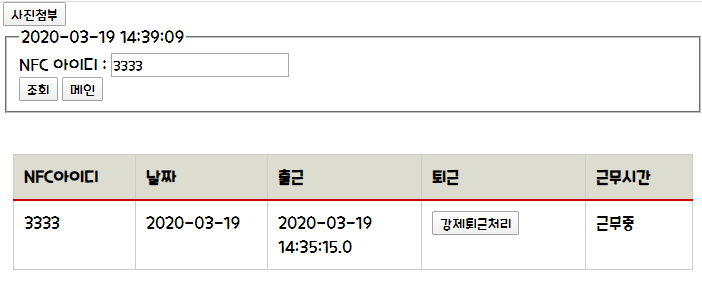 사진첨부
2020-03-19 14:39:09
NFC 아이디 : 3333
조회 메인
NFC아이디 날짜 출근 퇴근 근무시간
3333 2020-03-19 2020-03-19 강제퇴근처리 근무중
14:35:15.0